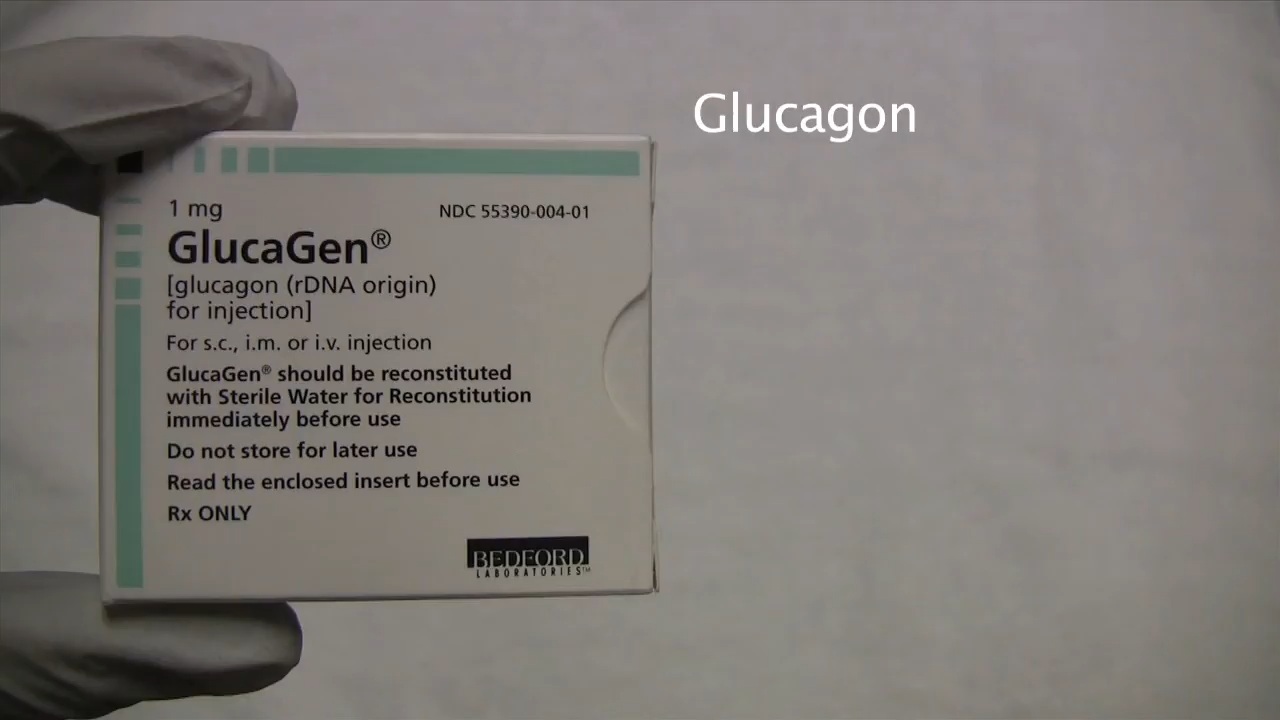 Glucagon
1 mg
NDC 55390-004-01
GlucaGen®
[glucagon (rDNA origin)
for injection]
For s.c., i.m. or i.v. injection
GlucaGen® should be reconstituted
with Sterile Water for Reconstitution
immediately before use
Do not store for later use
Read the enclosed insert before use
Rx ONLY
BEDFORD
LABORATORIES™